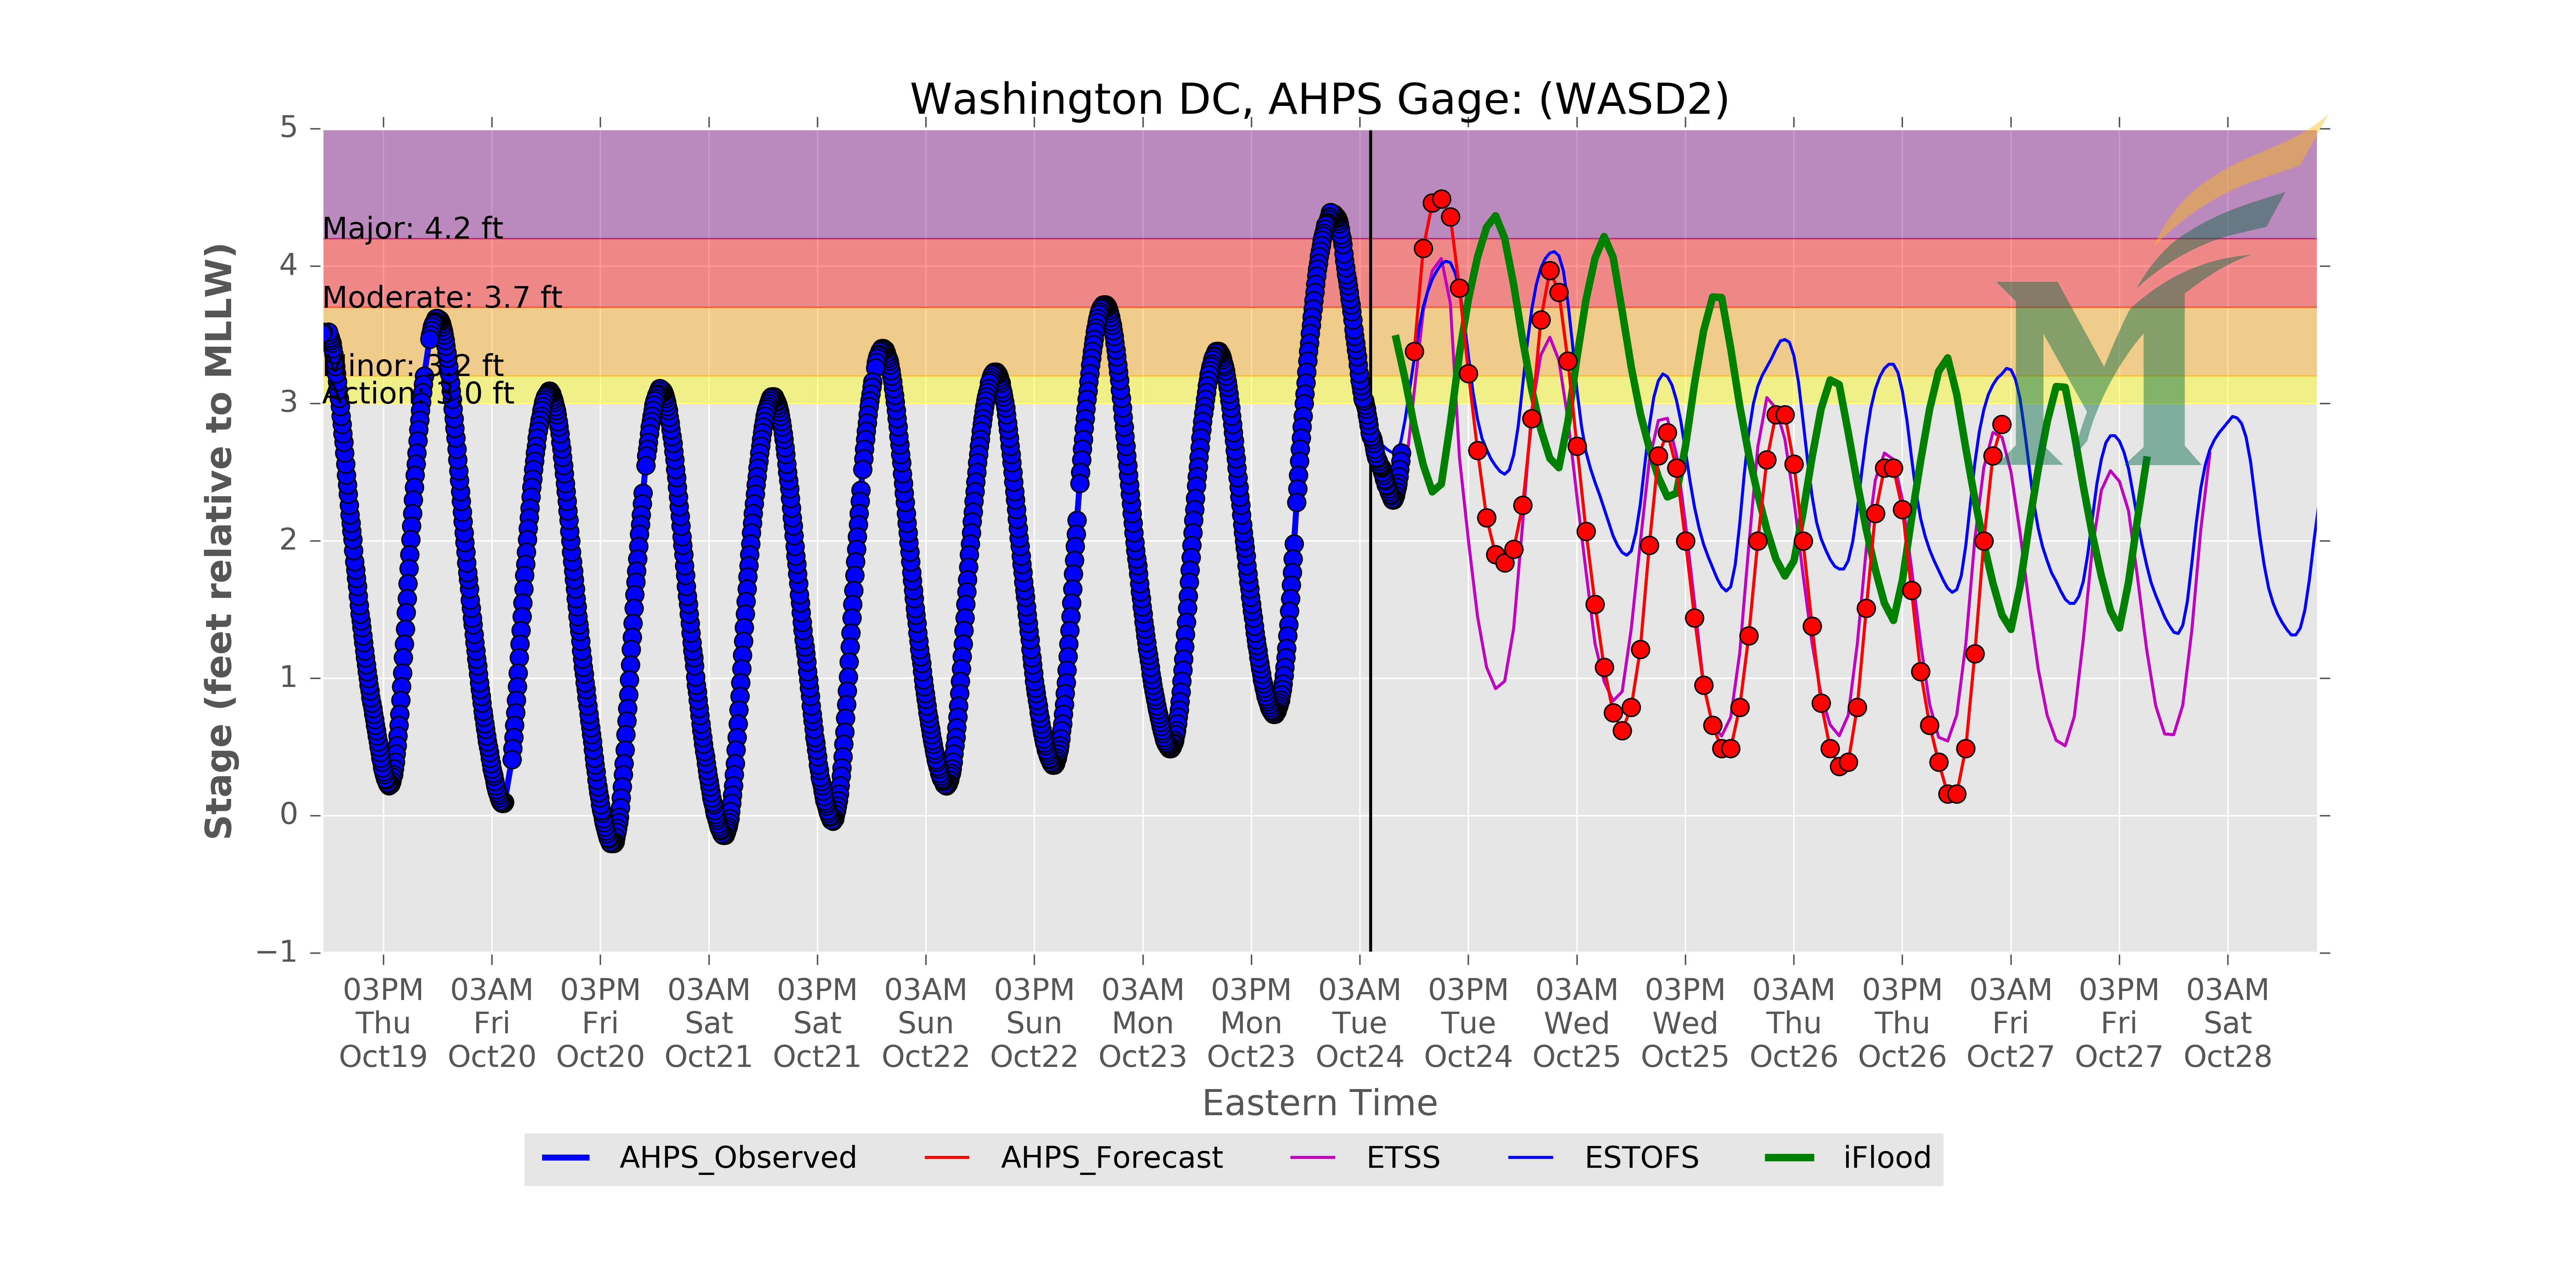 Washington DC, AHPS Gage: (WASD2)
Stage (feet relative to MLLW)
5
4
3
2
1
0
−1
Major: 4.2 ft
Moderate: 3.7 ft
Minor: 3.2 ft
Action: 3.0 ft
03PM 03AM 03PM 03AM 03PM 03AM 03PM 03AM 03PM 03AM 03PM 03AM 03PM 03AM 03PM 03AM 03PM 03AM
Thu Fri Fri Sat Sat Sun Sun Mon Mon Tue Tue Wed Wed Thu Thu Fri Fri Sat
Oct19 Oct20 Oct20 Oct21 Oct21 Oct22 Oct22 Oct23 Oct23 Oct24 Oct24 Oct25 Oct25 Oct26 Oct26 Oct27 Oct27 Oct28
Eastern Time
AHPS_Observed AHPS_Forecast ETSS ESTOFS iFlood